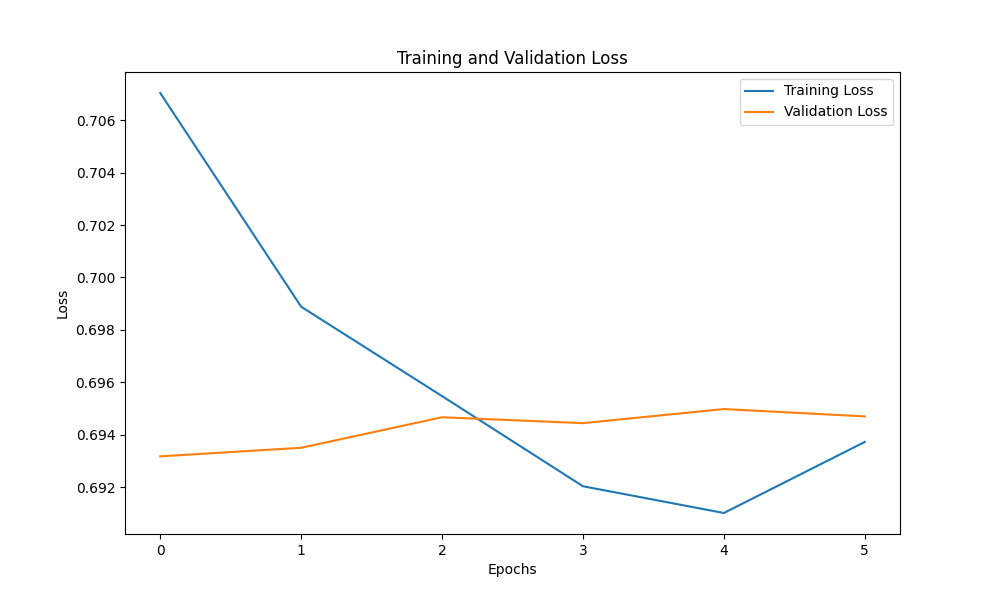 Training and Validation Loss
Training Loss
Validation Loss
0.706
0.704
0.702
0.700
0.698
0.696
0.694
0.692
Loss
0 1 2 3 4 5
Epochs